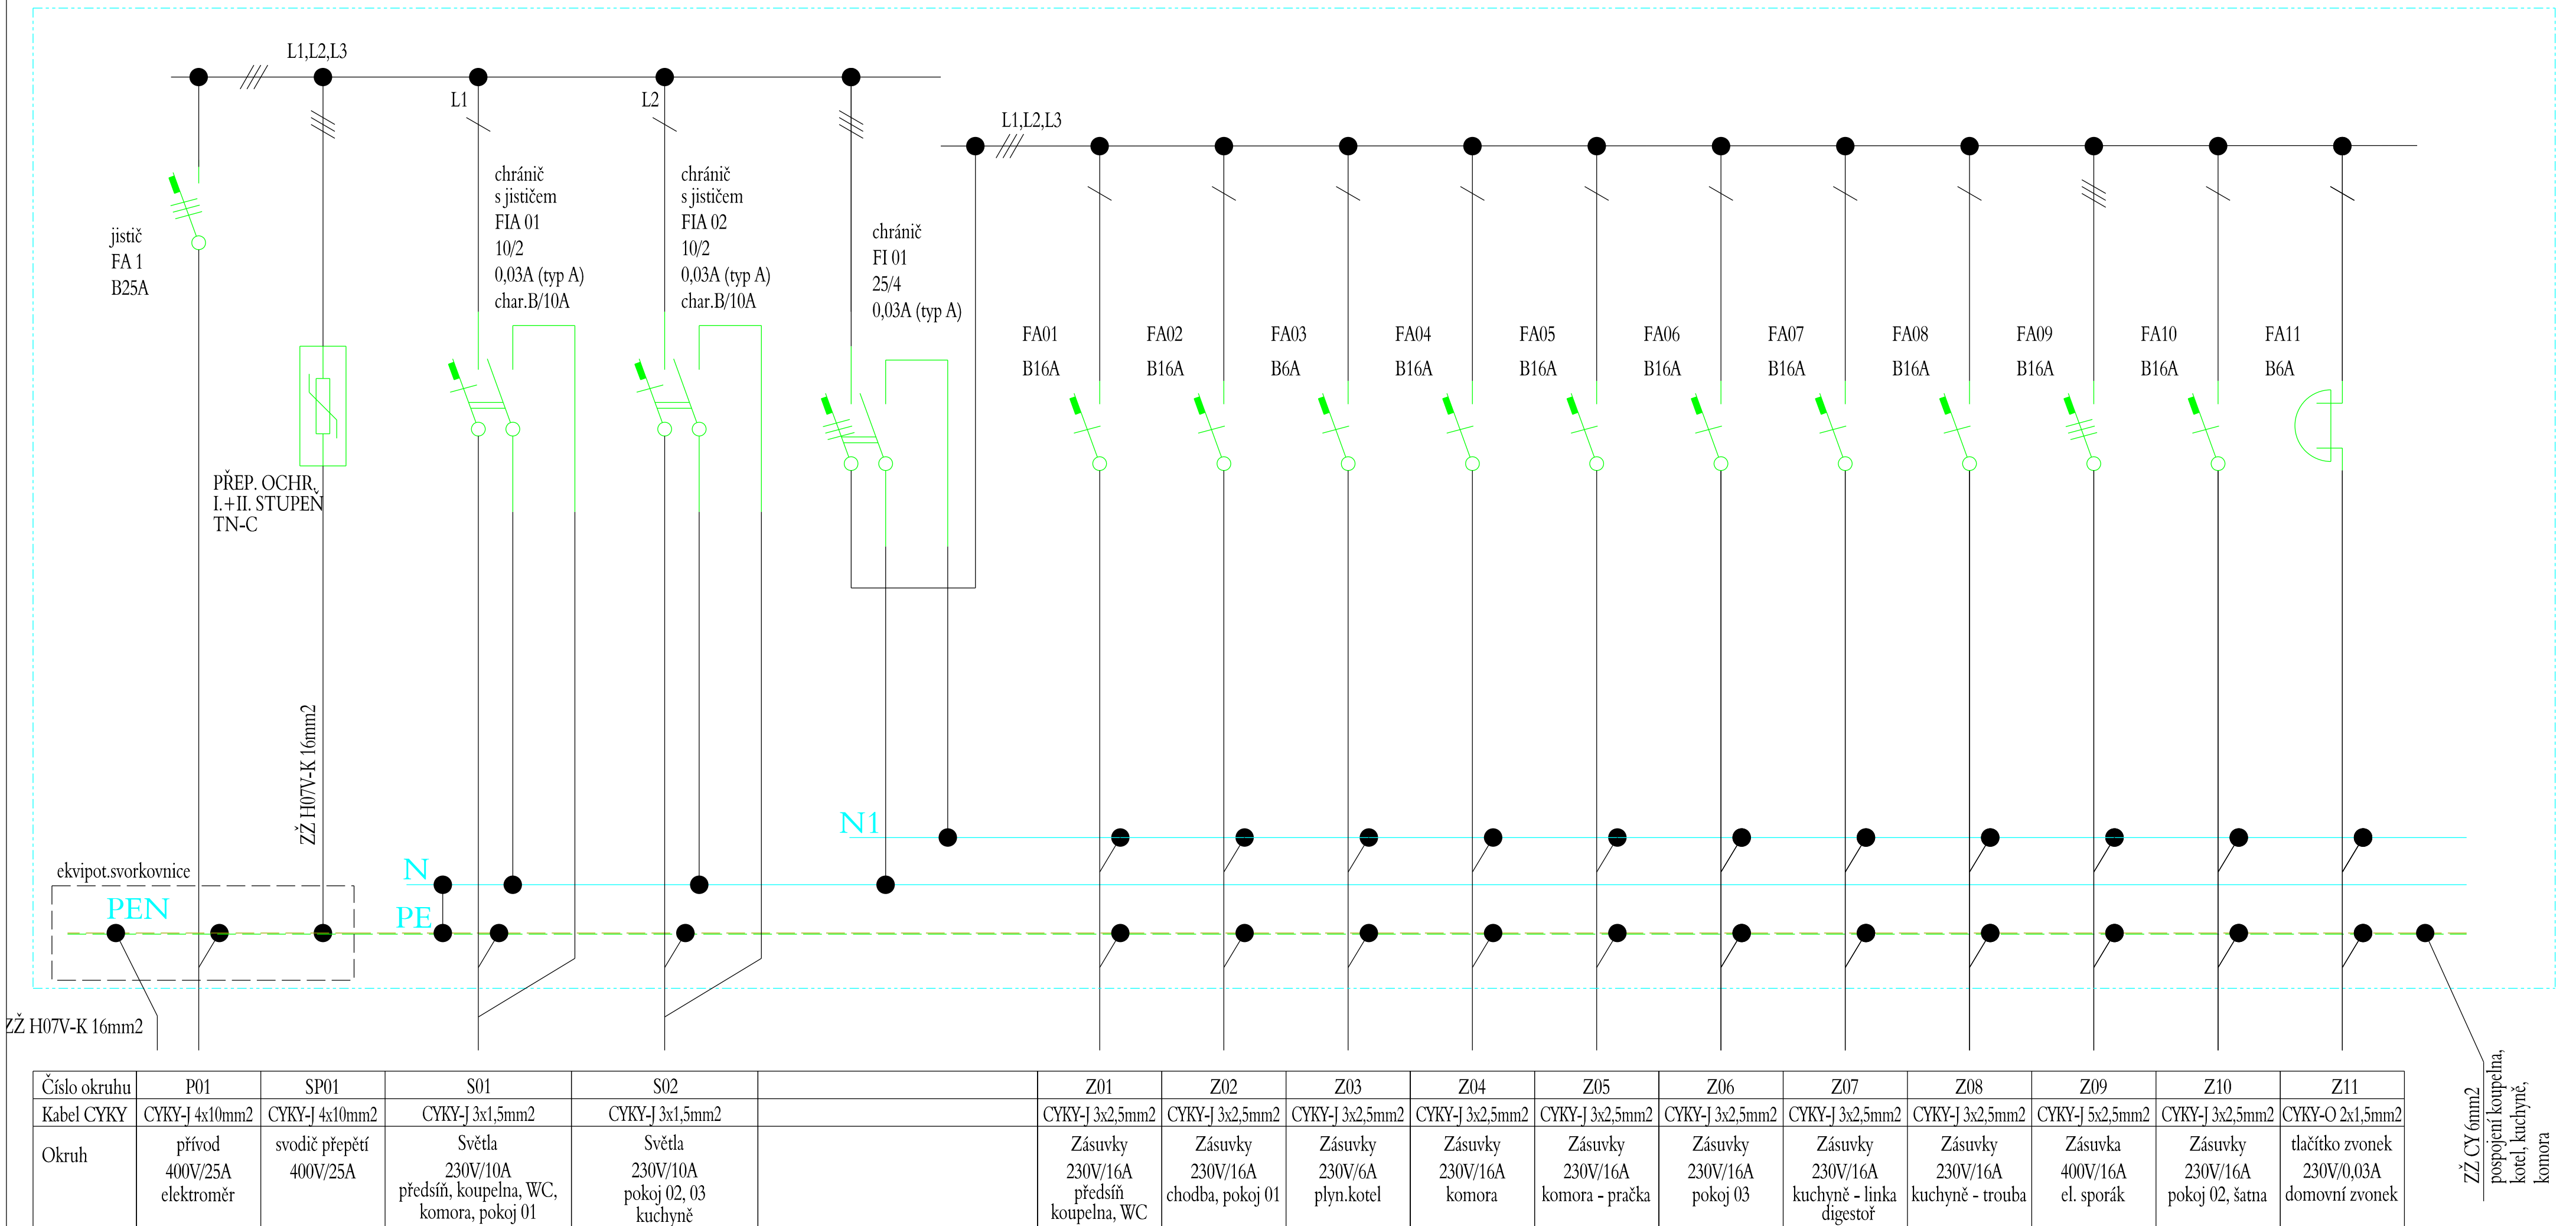 L1,L2,L3
L1
L2
L1,L2,L3
jistič
FA 1
B25A
chránič
s jističem
FIA 01
10/2
0,03A (typ A)
char.B/10A
chránič
s jističem
FIA 02
10/2
0,03A (typ A)
char.B/10A
chránič
FI 01
25/4
0,03A (typ A)
FA01
B16A
FA02
B16A
FA03
B6A
FA04
B16A
FA05
B16A
FA06
B16A
FA07
B16A
FA08
B16A
FA09
B16A
FA10
B16A
FA11
B6A
PŘEP. OCHR.
I.+II. STUPEŇ
TN-C
ZŽ H07V-K 16mm2
N1
N
ekvipot.svorkovnice
PEN
PE
ZŽ H07V-K 16mm2
ZŽ CY 6mm2
pospojení koupelna,
kotel, kuchyně,
komora
Číslo okruhu P01 SP01 S01 S02 Z01 Z02 Z03 Z04 Z05 Z06 Z07 Z08 Z09 Z10 Z11
Kabel CYKY CYKY-J 4x10mm2 CYKY-J 4x10mm2 CYKY-J 3x1,5mm2 CYKY-J 3x1,5mm2 CYKY-J 3x2,5mm2 CYKY-J 3x2,5mm2 CYKY-J 3x2,5mm2 CYKY-J 3x2,5mm2 CYKY-J 3x2,5mm2 CYKY-J 3x2,5mm2 CYKY-J 3x2,5mm2 CYKY-J 3x2,5mm2 CYKY-J 5x2,5mm2 CYKY-J 3x2,5mm2 CYKY-O 2x1,5mm2
Okruh
přívod
400V/25A
elektroměr
svodič přepětí
400V/25A
Světla
230V/10A
předsíň, koupelna, WC,
komora, pokoj 01
Světla
230V/10A
pokoj 02, 03
kuchyně
Zásuvky
230V/16A
předsíň
koupelna, WC
Zásuvky
230V/16A
chodba, pokoj 01
Zásuvky
230V/6A
plyn.kotel
Zásuvky
230V/16A
komora
Zásuvky
230V/16A
komora - pračka
Zásuvky
230V/16A
pokoj 03
Zásuvky
230V/16A
kuchyně - linka
digestoř
Zásuvky
230V/16A
kuchyně - trouba
Zásuvka
400V/16A
el. sporák
Zásuvky
230V/16A
pokoj 02, šatna
tlačítko zvonek
230V/0,03A
domovní zvonek